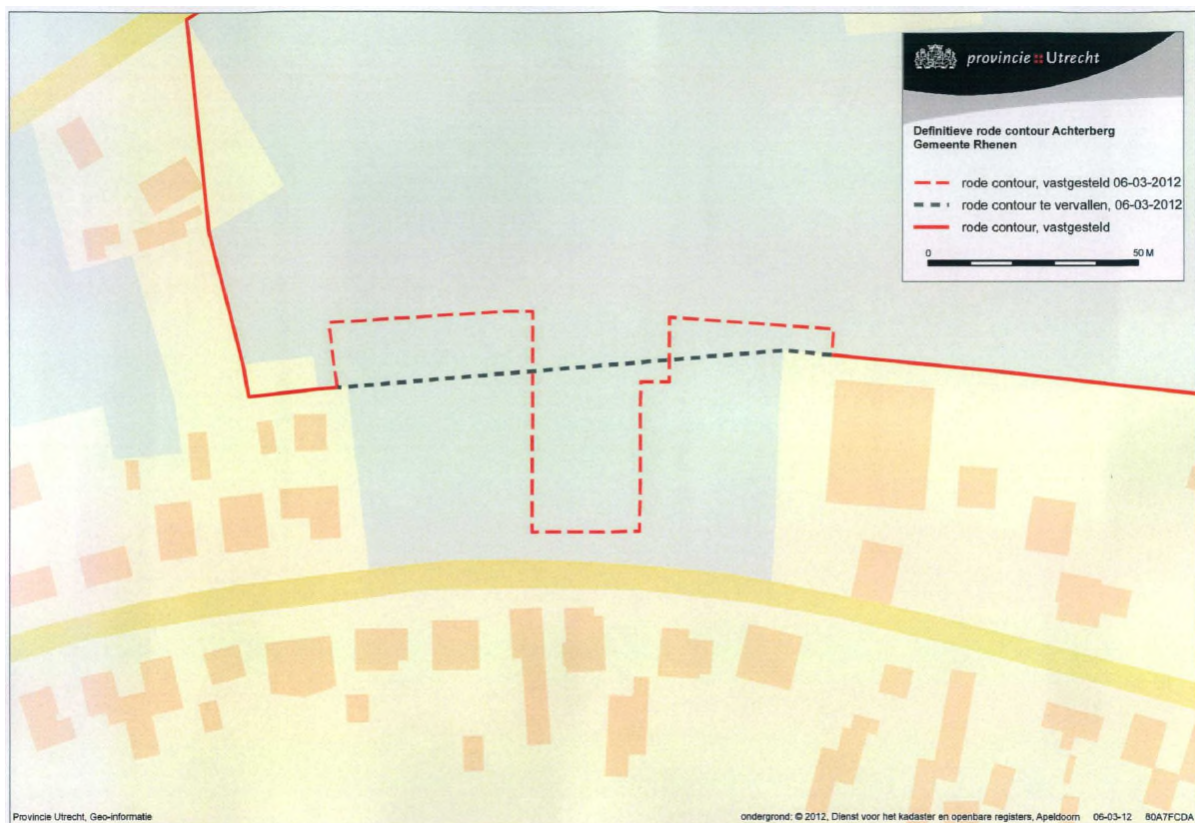 provincie Utrecht
Definitieve rode contour Achterberg
Gemeente Rhenen
rode contour, vastgesteld 06-03-2012
rode contour te vervallen, 06-03-2012
rode contour, vastgesteld
0 50 M
Provincie Utrecht, Geo-informatie
ondergrond: © 2012, Dienst voor het kadaster en openbare registers, Apeldoorn 06-03-12 80A7FCDA